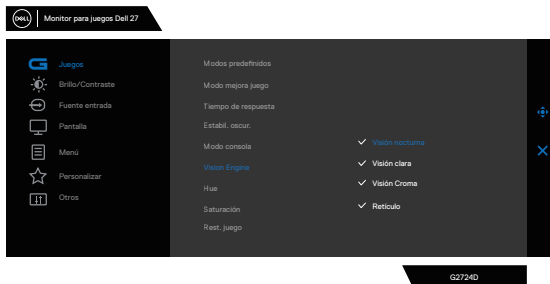 DELL
Monitor para juegos Dell 27
Juegos
Brillo/Contraste
Fuente entrada
Pantalla
Menú
Personalizar
Otros
Modos predefinidos
Modo mejora juego
Tiempo de respuesta
Estabil. oscur.
Modo consola
Vision Engine
Hue
Saturación
Rest. juego
Visión nocturna
Visión clara
Visión Croma
Retículo
G2724D